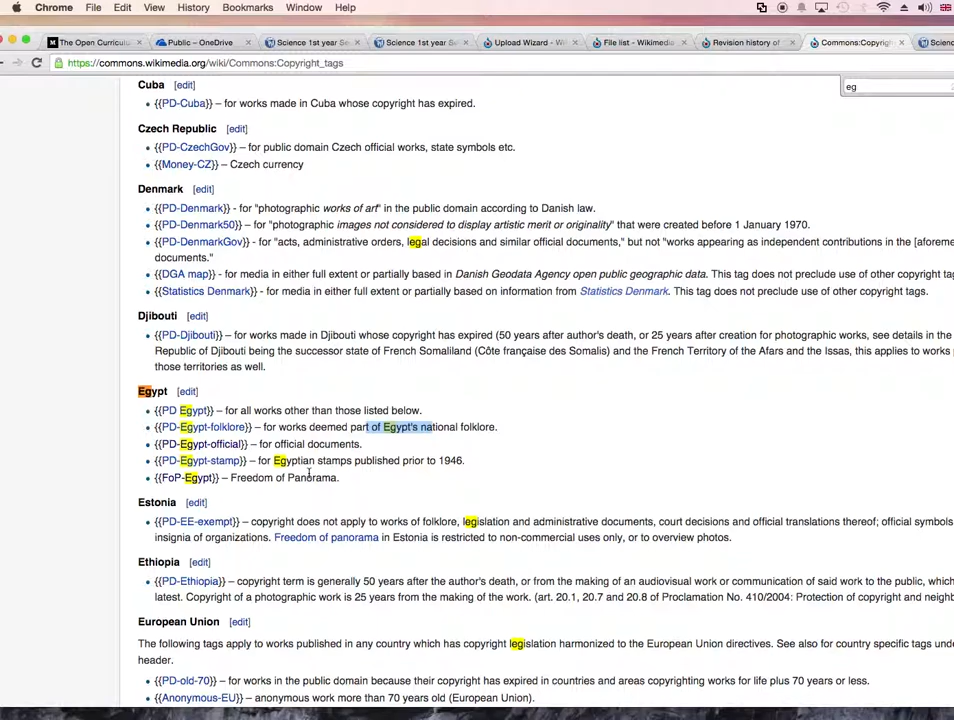 Chrome File Edit View History Bookmarks Window Help
The Open Curricul Public – OneDrive Science 1st year Se Science 1st year Se Upload Wizard - Wi File list - Wikimedia Revision history of Commons:Copyrig Scienc
https://commons.wikimedia.org/wiki/Commons:Copyright_tags
eg
Cuba [edit]
{{PD-Cuba}} – for works made in Cuba whose copyright has expired.
Czech Republic [edit]
{{PD-CzechGov}} – for public domain Czech official works, state symbols etc.
{{Money-CZ}} – Czech currency
Denmark [edit]
{{PD-Denmark}} - for "photographic works of art" in the public domain according to Danish law.
{{PD-Denmark50}} - for "photographic images not considered to display artistic merit or originality" that were created before 1 January 1970.
{{PD-DenmarkGov}} - for "acts, administrative orders, legal decisions and similar official documents," but not "works appearing as independent contributions in the [aforeme
documents."
{{DGA map}} - for media in either full extent or partially based in Danish Geodata Agency open public geographic data. This tag does not preclude use of other copyright ta
{{Statistics Denmark}} - for media in either full extent or partially based on information from Statistics Denmark. This tag does not preclude use of other copyright tags.
Djibouti [edit]
{{PD-Djibouti}} – for works made in Djibouti whose copyright has expired (50 years after author's death, or 25 years after creation for photographic works, see details in the
Republic of Djibouti being the successor state of French Somaliland (Côte française des Somalis) and the French Territory of the Afars and the Issas, this applies to works
those territories as well.
Egypt [edit]
{{PD Egypt}} – for all works other than those listed below.
{{PD-Egypt-folklore}} – for works deemed part of Egypt's national folklore.
{{PD-Egypt-official}} – for official documents.
{{PD-Egypt-stamp}} – for Egyptian stamps published prior to 1946.
{{FoP-Egypt}} – Freedom of Panorama.
Estonia [edit]
{{PD-EE-exempt}} – copyright does not apply to works of folklore, legislation and administrative documents, court decisions and official translations thereof; official symbols
insignia of organizations. Freedom of panorama in Estonia is restricted to non-commercial uses only, or to overview photos.
Ethiopia [edit]
{{PD-Ethiopia}} – copyright term is generally 50 years after the author's death, or from the making of an audiovisual work or communication of said work to the public, which
latest. Copyright of a photographic work is 25 years from the making of the work. (art. 20.1, 20.7 and 20.8 of Proclamation No. 410/2004: Protection of copyright and neighb
European Union [edit]
The following tags apply to works published in any country which has copyright legislation harmonized to the European Union directives. See also for country specific tags und
header.
{{PD-old-70}} – for works in the public domain because their copyright has expired in countries and areas copyrighting works for life plus 70 years or less.
{{Anonymous-EU}} – anonymous work more than 70 years old (European Union).